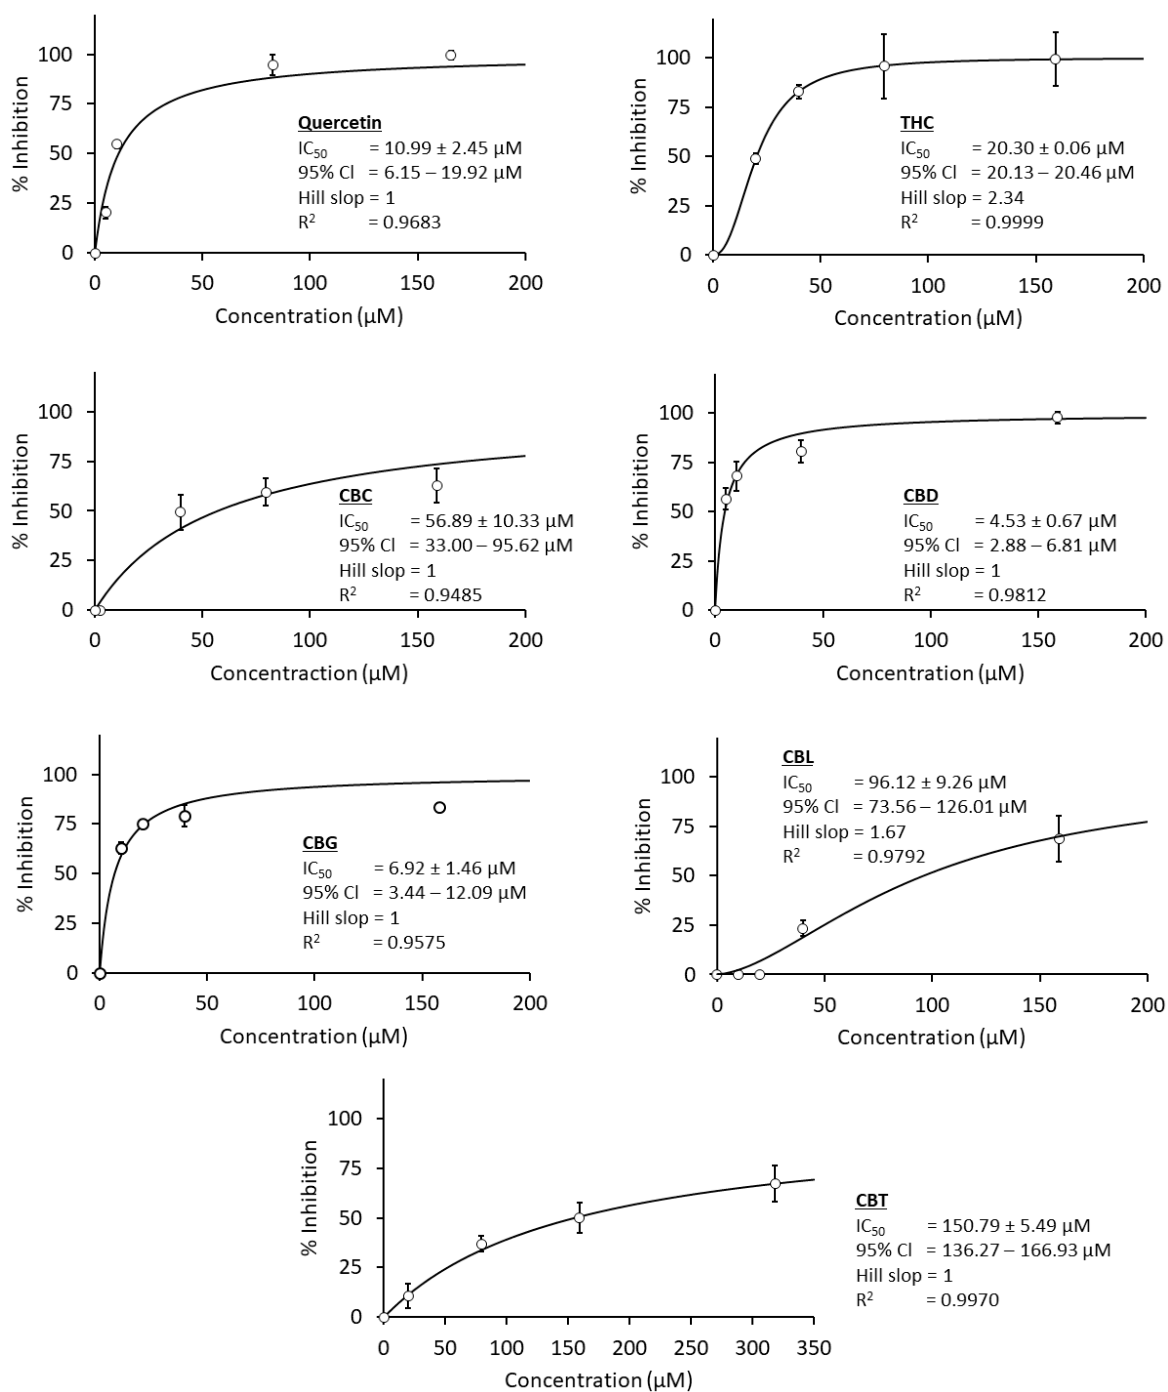 100
75
50
25
0
% Inhibition
Quercetin
IC50 = 10.99 ± 2.45 µM
95% Cl = 6.15 – 19.92 µM
Hill slop = 1
R2 = 0.9683
0 50 100 150 200
Concentration (µM)
100
75
50
25
0
% Inhibition
THC
IC50 = 20.30 ± 0.06 µM
95% Cl = 20.13 – 20.46 µM
Hill slop = 2.34
R2 = 0.9999
0 50 100 150 200
Concentration (µM)
100
75
50
25
0
% Inhibition
CBC
IC50 = 56.89 ± 10.33 µM
95% Cl = 33.00 – 95.62 µM
Hill slop = 1
R2 = 0.9485
0 50 100 150 200
Concentraction (µM)
100
75
50
25
0
% Inhibition
CBD
IC50 = 4.53 ± 0.67 µM
95% Cl = 2.88 – 6.81 µM
Hill slop = 1
R2 = 0.9812
0 50 100 150 200
Concentration (µM)
100
75
50
25
0
% Inhibition
CBG
IC50 = 6.92 ± 1.46 µM
95% Cl = 3.44 – 12.09 µM
Hill slop = 1
R2 = 0.9575
0 50 100 150 200
Concentration (µM)
100
75
50
25
0
% Inhibition
CBL
IC50 = 96.12 ± 9.26 µM
95% Cl = 73.56 – 126.01 µM
Hill slop = 1.67
R2 = 0.9792
0 50 100 150 200
Concentration (µM)
100
75
50
25
0
% Inhibition
CBT
IC50 = 150.79 ± 5.49 µM
95% Cl = 136.27 – 166.93 µM
Hill slop = 1
R2 = 0.9970
0 50 100 150 200 250 300 350
Concentration (µM)